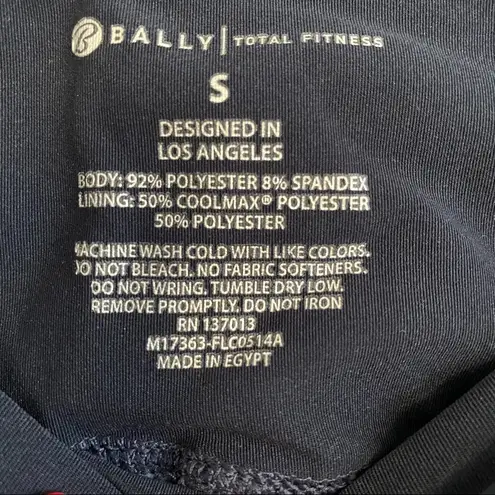 BALLY | TOTAL FITNESS
S
DESIGNED IN
LOS ANGELES
BODY: 92% POLYESTER 8% SPANDEX
LINING: 50% COOLMAX® POLYESTER
50% POLYESTER
MACHINE WASH COLD WITH LIKE COLORS.
DO NOT BLEACH. NO FABRIC SOFTENERS.
DO NOT WRING. TUMBLE DRY LOW.
REMOVE PROMPTLY. DO NOT IRON
RN 137013
M17363-FLC0514A
MADE IN EGYPT